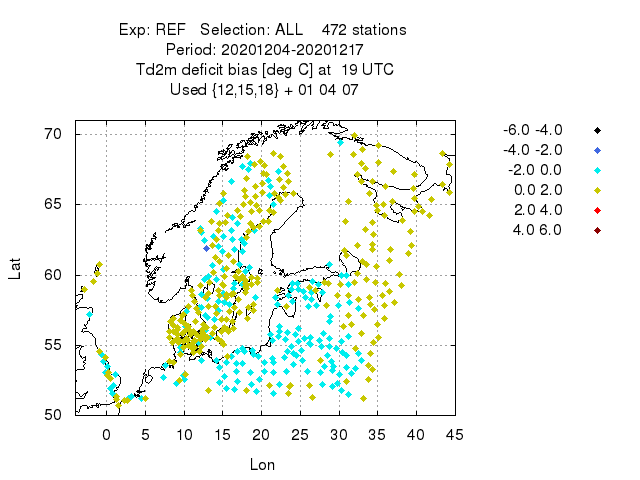 Exp: REF   Selection: ALL    472 stations
Period: 20201204-20201217
Td2m deficit bias [deg C] at  19 UTC
Used {12,15,18} + 01 04 07
-6.0 -4.0
-4.0 -2.0
-2.0 0.0
0.0 2.0
2.0 4.0
4.0 6.0
70
65
60
55
50
Lat
0 5 10 15 20 25 30 35 40 45
Lon